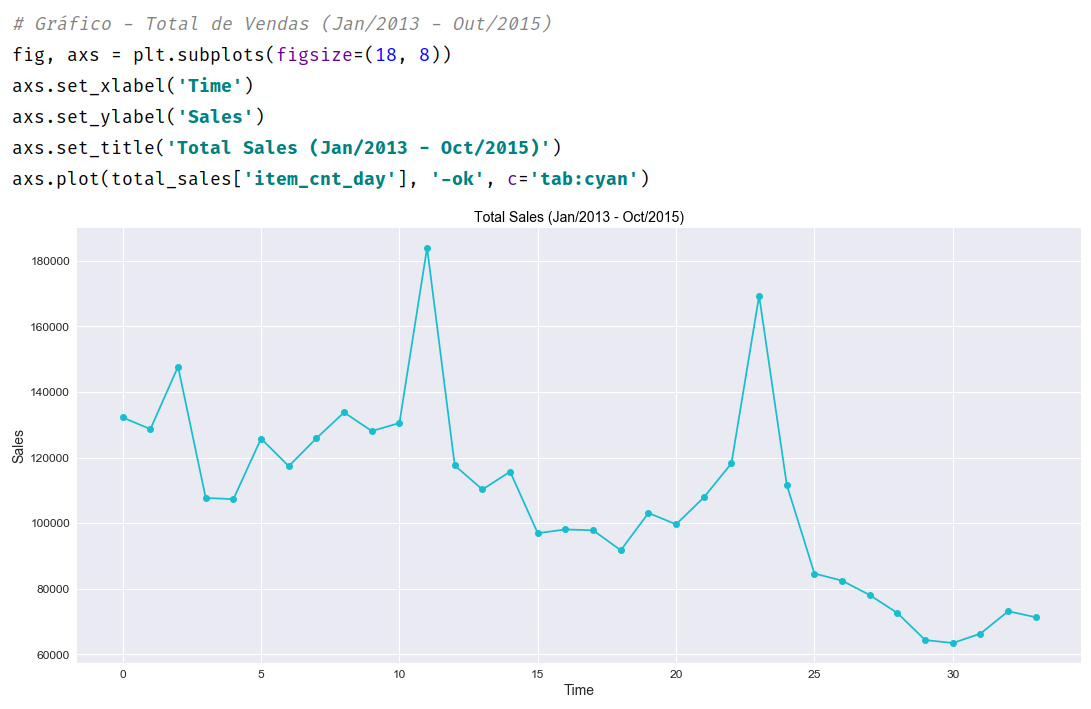 # Gráfico - Total de Vendas (Jan/2013 - Out/2015)
fig, axs = plt.subplots(figsize=(18, 8))
axs.set_xlabel('Time')
axs.set_ylabel('Sales')
axs.set_title('Total Sales (Jan/2013 - Oct/2015)')
axs.plot(total_sales['item_cnt_day'], '-ok', c='tab:cyan')
Total Sales (Jan/2013 - Oct/2015)
180000
160000
140000
120000
100000
80000
60000
Sales
0 5 10 15 20 25 30
Time